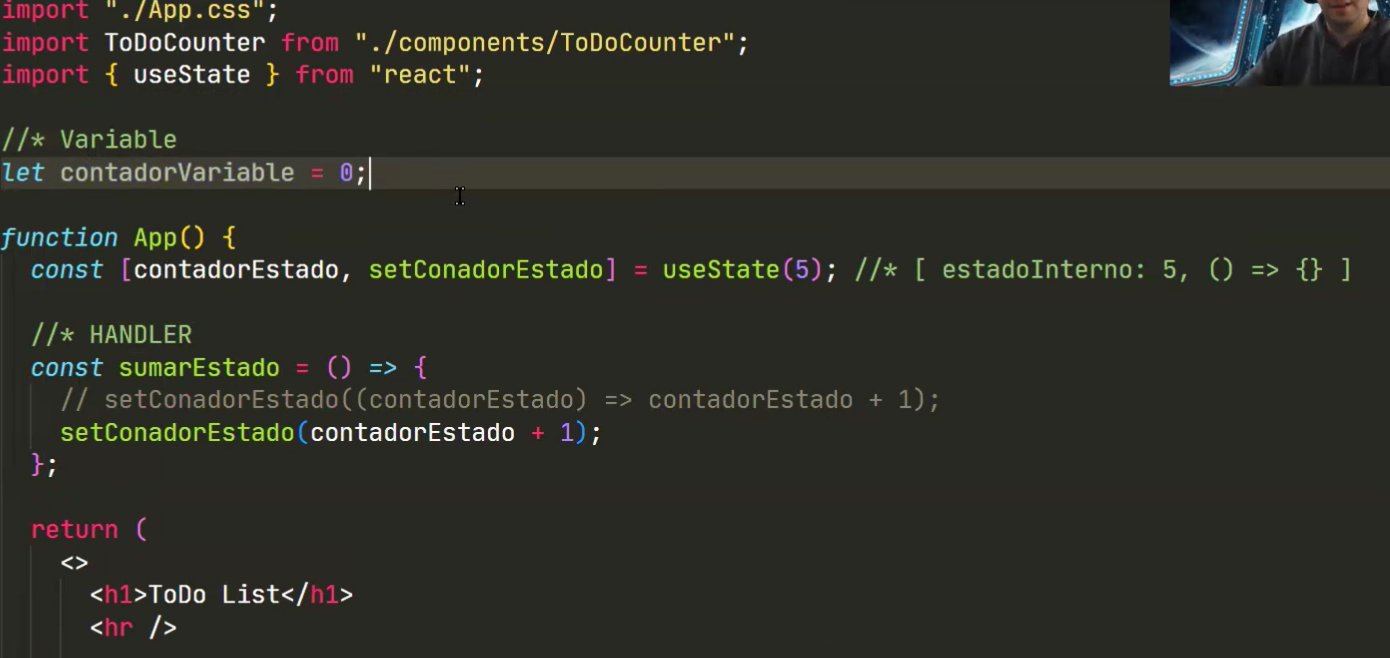 import "./App.css";
import ToDoCounter from "./components/ToDoCounter";
import { useState } from "react";
//* Variable
let contadorVariable = 0;
function App() {
const [contadorEstado, setConadorEstado] = useState(5); //* [ estadoInterno: 5, () => {} ]
//* HANDLER
const sumarEstado = () => {
// setConadorEstado((contadorEstado) => contadorEstado + 1);
setConadorEstado(contadorEstado + 1);
};
return (
<>
<h1>ToDo List</h1>
<hr />